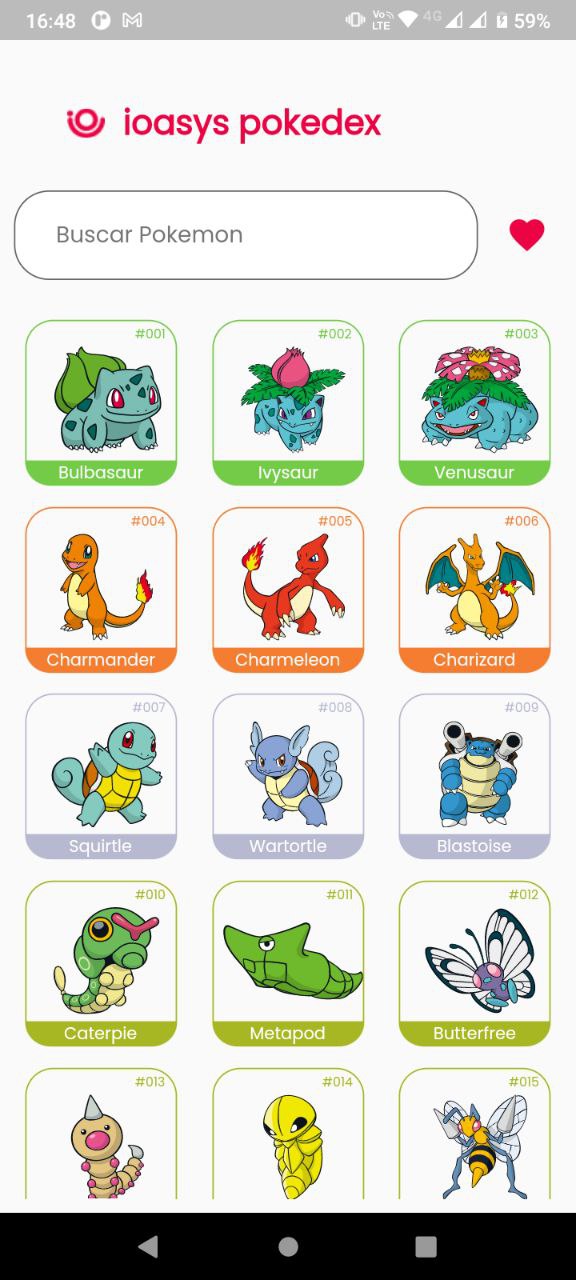 16:48 Vo LTE 4G 59%
ioasys pokedex
Buscar Pokemon
#001 #002 #003
Bulbasaur Ivysaur Venusaur
#004 #005 #006
Charmander Charmeleon Charizard
#007 #008 #009
Squirtle Wartortle Blastoise
#010 #011 #012
Caterpie Metapod Butterfree
#013 #014 #015